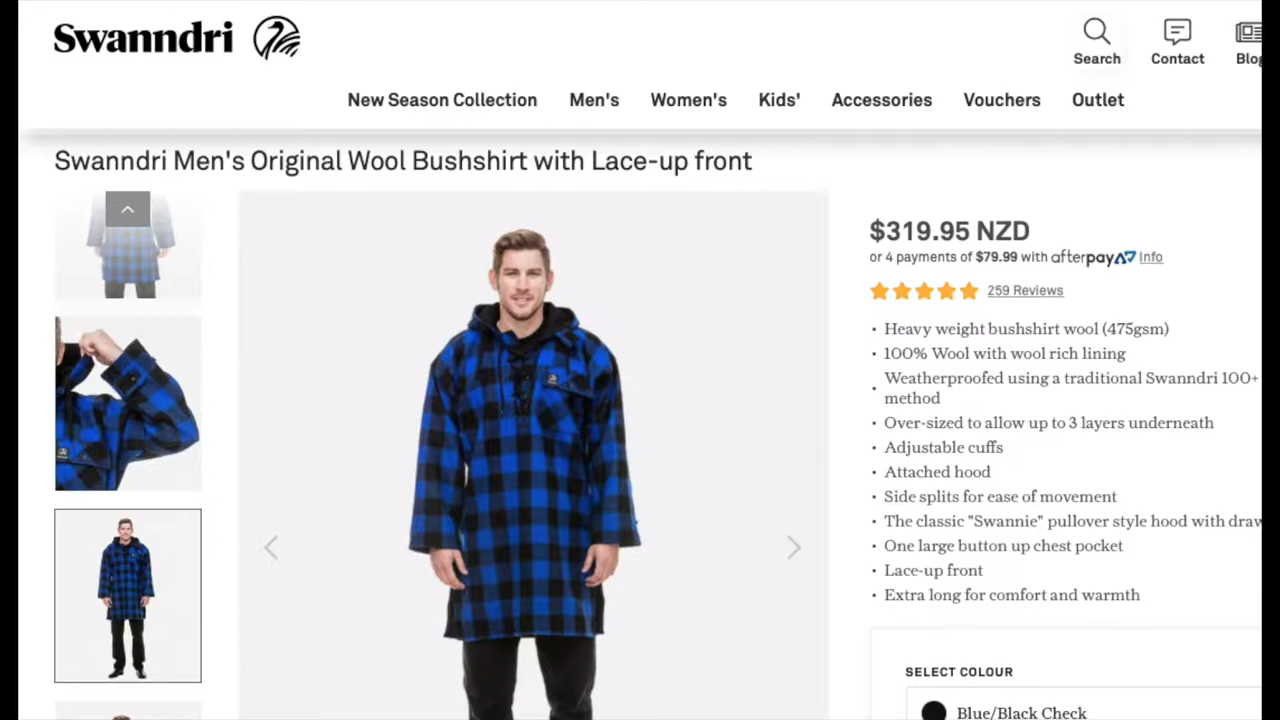 Swanndri
Search
Contact
New Season Collection
Men's
Women's
Kids'
Accessories
Vouchers
Outlet
Swanndri Men's Original Wool Bushshirt with Lace-up front
$319.95 NZD
or 4 payments of $79.99 with afterpay Info
259 Reviews
• Heavy weight bushshirt wool (475gsm)
• 100% Wool with wool rich lining
• Weatherproofed using a traditional Swanndri 100+
method
• Over-sized to allow up to 3 layers underneath
• Adjustable cuffs
• Attached hood
• Side splits for ease of movement
• The classic "Swannie" pullover style hood with
• One large button up chest pocket
• Lace-up front
• Extra long for comfort and warmth
SELECT COLOUR
Blue/Black Check